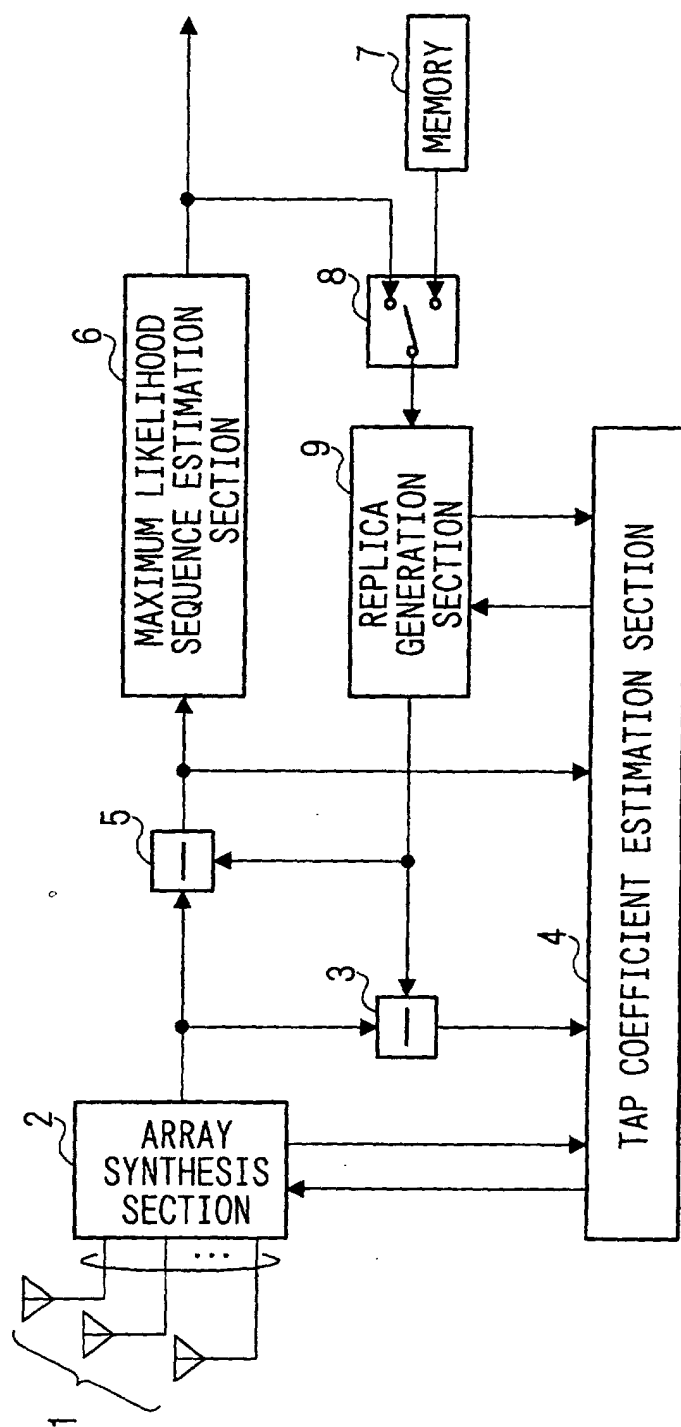 1
2
ARRAY
SYNTHESIS
SECTION
...
3
5
6
MAXIMUM LIKELIHOOD
SEQUENCE ESTIMATION
SECTION
7
MEMORY
8
9
REPLICA
GENERATION
SECTION
4
TAP COEFFICIENT ESTIMATION SECTION